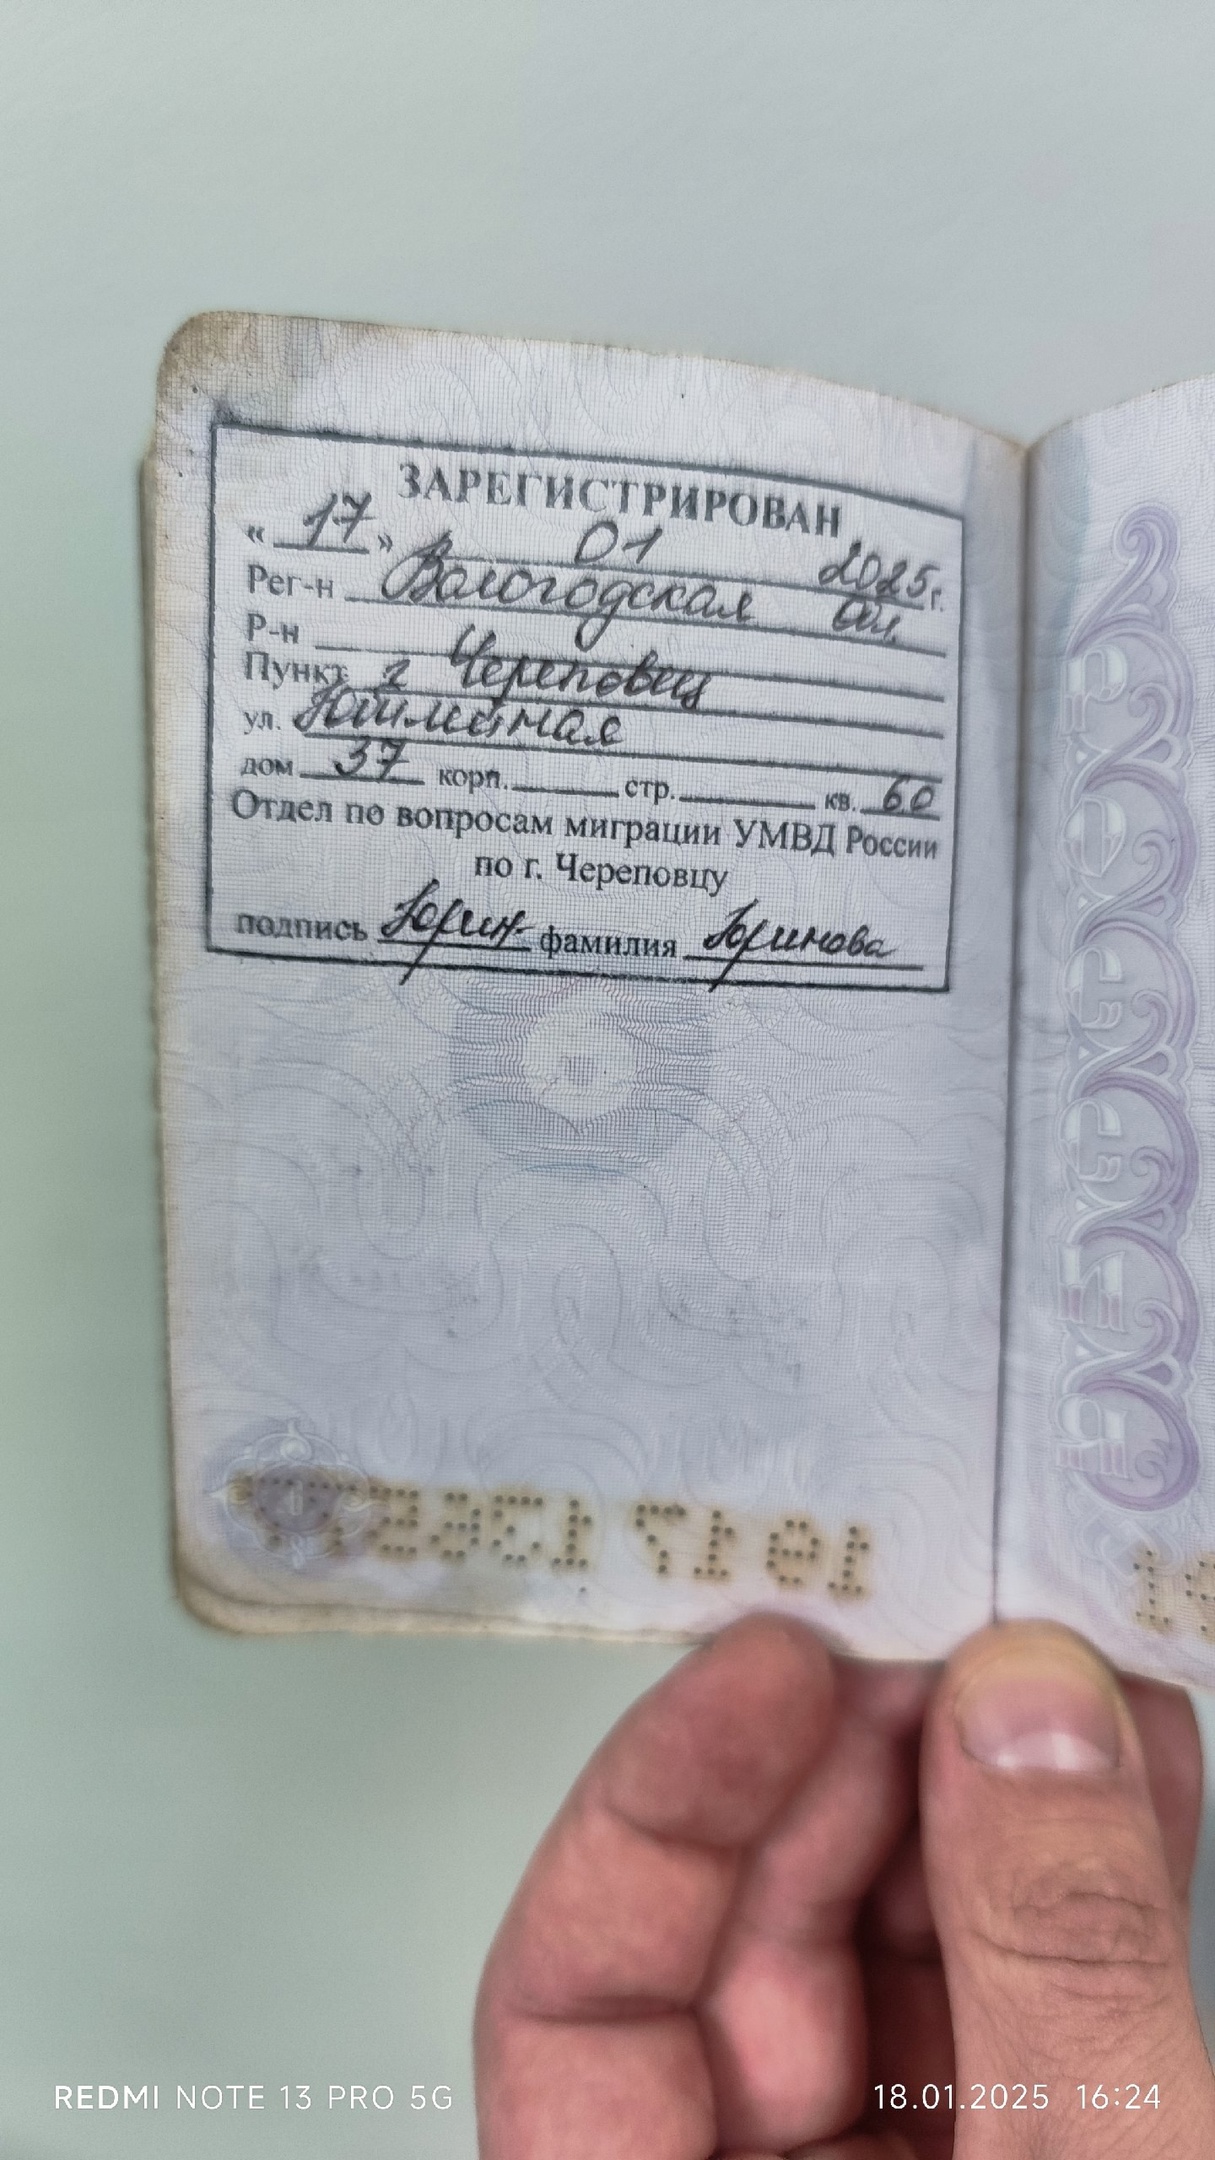 ЗАРЕГИСТРИРОВАН
« 17 » 01 2025 г.
Рег-н Вологодская обл.
Р-н
Пункт г Череповец
ул.
дом 37 корп. стр. кв. 60
Отдел по вопросам миграции УМВД России
по г. Череповцу
подпись фамилия Юринова
REDMI NOTE 13 PRO 5G
18.01.2025 16:24